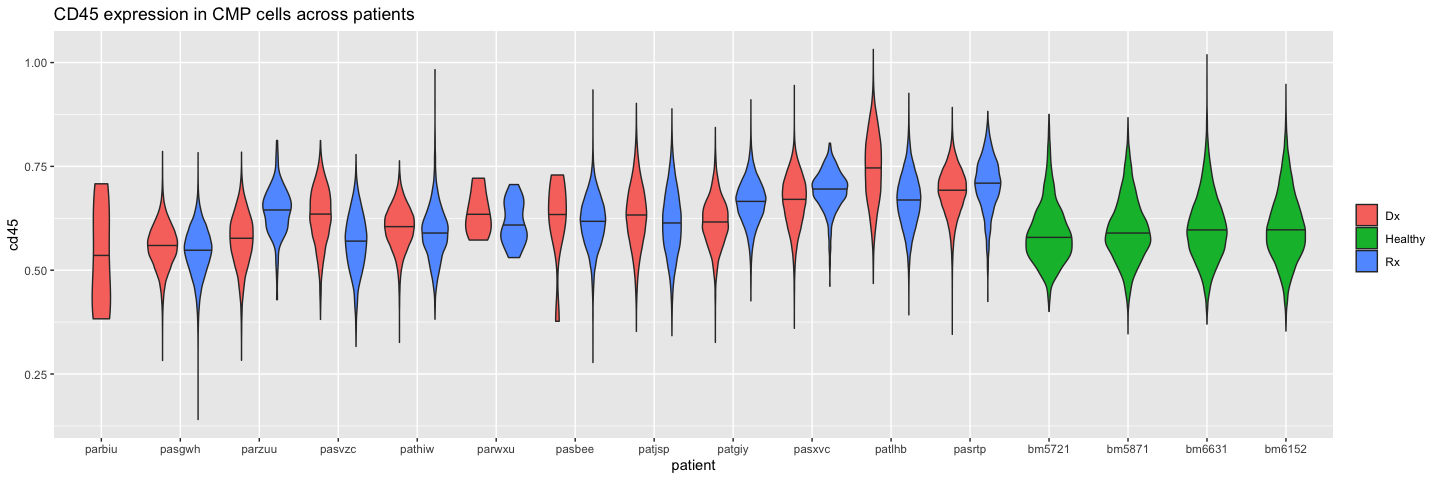 CD45 expression in CMP cells across patients
cd45
1.00
0.75
0.50
0.25
parbiu pasgwh parzuu pasvzc pathiw parwxu pasbee patjsp patgiy pasxvc patlhb pasrtp bm5721 bm5871 bm6631 bm6152
patient
Dx
Healthy
Rx